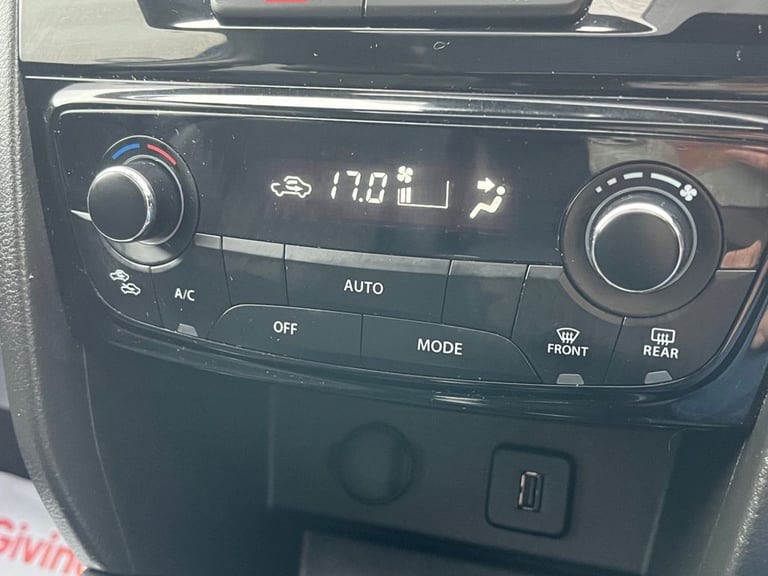 17.0
A/C
AUTO
OFF
MODE
FRONT
REAR
Giving